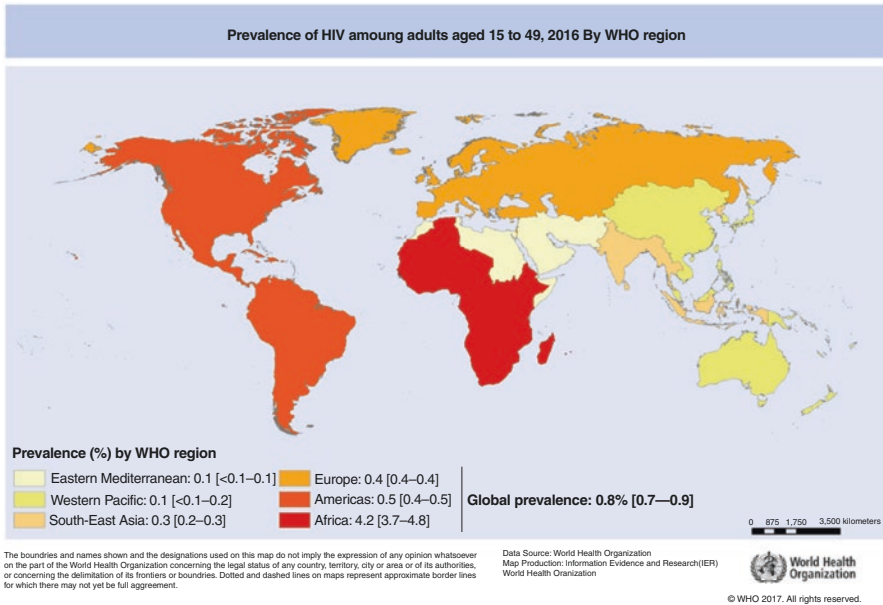 Prevalence of HIV amoung adults aged 15 to 49, 2016 By WHO region
Prevalence (%) by WHO region
Eastern Mediterranean: 0.1 [<0.1–0.1]
Western Pacific: 0.1 [<0.1–0.2]
South-East Asia: 0.3 [0.2–0.3]
Europe: 0.4 [0.4–0.4]
Americas: 0.5 [0.4–0.5]
Africa: 4.2 [3.7–4.8]
Global prevalence: 0.8% [0.7—0.9]
0 875 1,750 3,500 kilometers
The boundries and names shown and the designations used on this map do not imply the expression of any opinion whatsoever
on the part of the World Health Orgranization concerning the legal status of any country, territory, city or area or of its authorities,
or concerning the delimitation of its frontiers or boundries. Dotted and dashed lines on maps represent approximate border lines
for which there may not yet be full aggreement.
Data Source: World Health Organization
Map Production: Information Evidence and Research(IER)
World Health Oranization
World Health
Organization
© WHO 2017. All rights reserved.